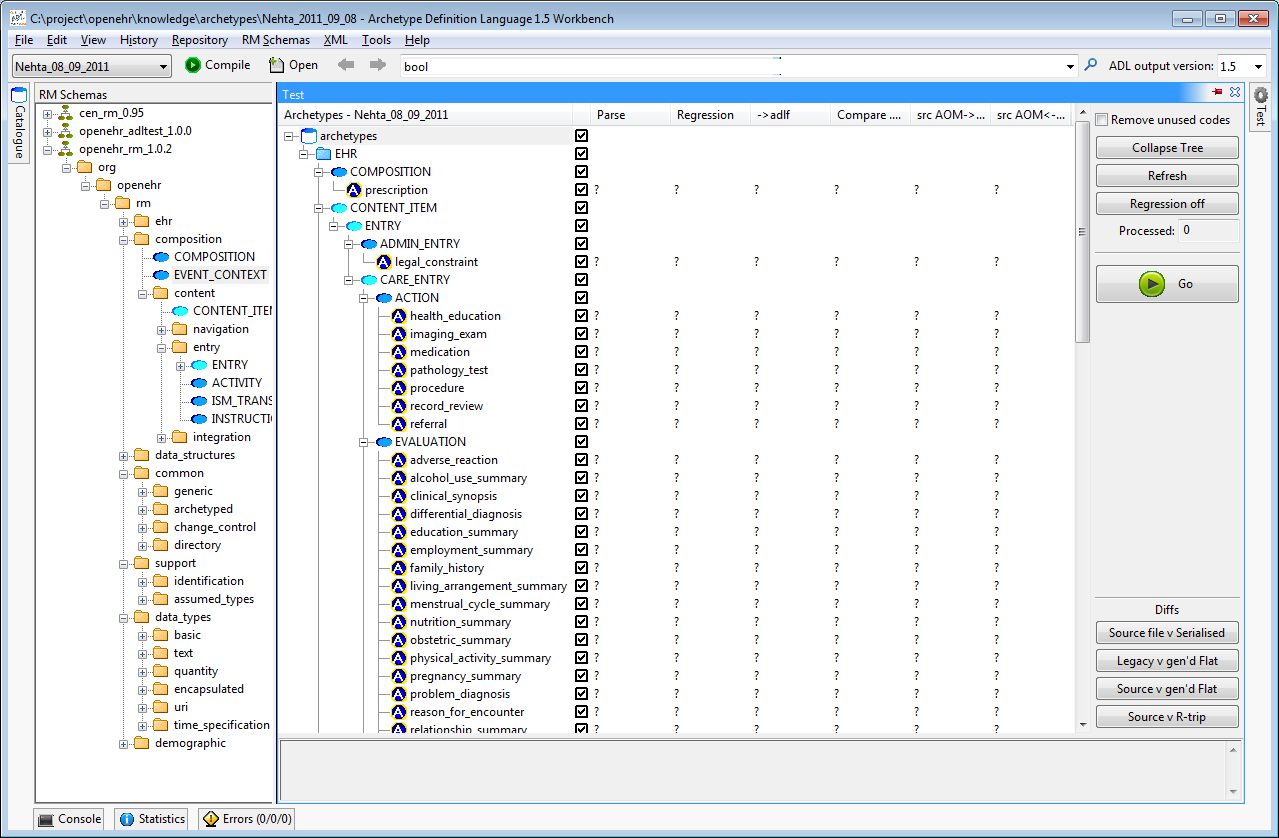 C:\project\openehr\knowledge\archetypes\Nehta_2011_09_08 - Archetype Definition Language 1.5 Workbench
File Edit View History Repository RM Schemas XML Tools Help
Nehta_08_09_2011 Compile Open bool ADL output version: 1.5
Catalogue
RM Schemas
cen_rm_0.95
openehr_adltest_1.0.0
openehr_rm_1.0.2
org
openehr
rm
ehr
composition
COMPOSITION
EVENT_CONTEXT
content
CONTENT_ITEM
navigation
entry
ENTRY
ACTIVITY
ISM_TRANS
INSTRUCTI
integration
data_structures
common
generic
archetyped
change_control
directory
support
identification
assumed_types
data_types
basic
text
quantity
encapsulated
uri
time_specification
demographic
Test
Archetypes - Nehta_08_09_2011 Parse Regression ->adlf Compare .... src AOM->... src AOM<-...
archetypes
EHR
COMPOSITION
A prescription ? ? ? ? ? ?
CONTENT_ITEM
ENTRY
ADMIN_ENTRY
A legal_constraint ? ? ? ? ? ?
CARE_ENTRY
ACTION
A health_education ? ? ? ? ? ?
A imaging_exam ? ? ? ? ? ?
A medication ? ? ? ? ? ?
A pathology_test ? ? ? ? ? ?
A procedure ? ? ? ? ? ?
A record_review ? ? ? ? ? ?
A referral ? ? ? ? ? ?
EVALUATION
A adverse_reaction ? ? ? ? ? ?
A alcohol_use_summary ? ? ? ? ? ?
A clinical_synopsis ? ? ? ? ? ?
A differential_diagnosis ? ? ? ? ? ?
A education_summary ? ? ? ? ? ?
A employment_summary ? ? ? ? ? ?
A family_history ? ? ? ? ? ?
A living_arrangement_summary ? ? ? ? ? ?
A menstrual_cycle_summary ? ? ? ? ? ?
A nutrition_summary ? ? ? ? ? ?
A obstetric_summary ? ? ? ? ? ?
A physical_activity_summary ? ? ? ? ? ?
A pregnancy_summary ? ? ? ? ? ?
A problem_diagnosis ? ? ? ? ? ?
A reason_for_encounter ? ? ? ? ? ?
A relationship_summary ? ? ? ? ? ?
Remove unused codes
Collapse Tree
Refresh
Regression off
Processed: 0
Go
Diffs
Source file v Serialised
Legacy v gen'd Flat
Source v gen'd Flat
Source v R-trip
Test
Console Statistics Errors (0/0/0)